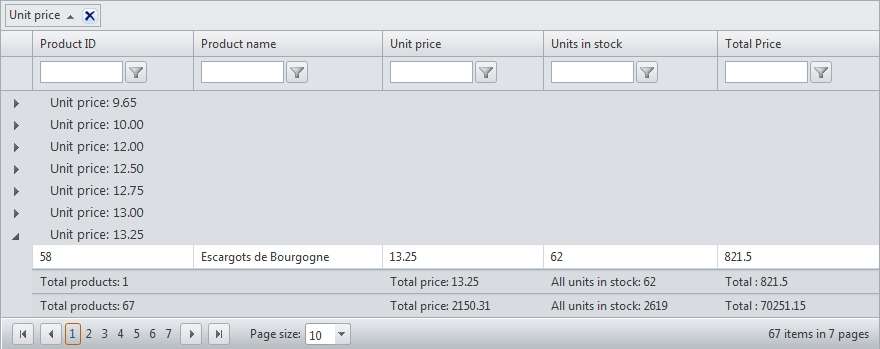 Unit price
Product ID Product name Unit price Units in stock Total Price
Unit price: 9.65
Unit price: 10.00
Unit price: 12.00
Unit price: 12.50
Unit price: 12.75
Unit price: 13.00
Unit price: 13.25
58 Escargots de Bourgogne 13.25 62 821.5
Total products: 1 Total price: 13.25 All units in stock: 62 Total : 821.5
Total products: 67 Total price: 2150.31 All units in stock: 2619 Total : 70251.15
1 2 3 4 5 6 7 Page size: 10 67 items in 7 pages